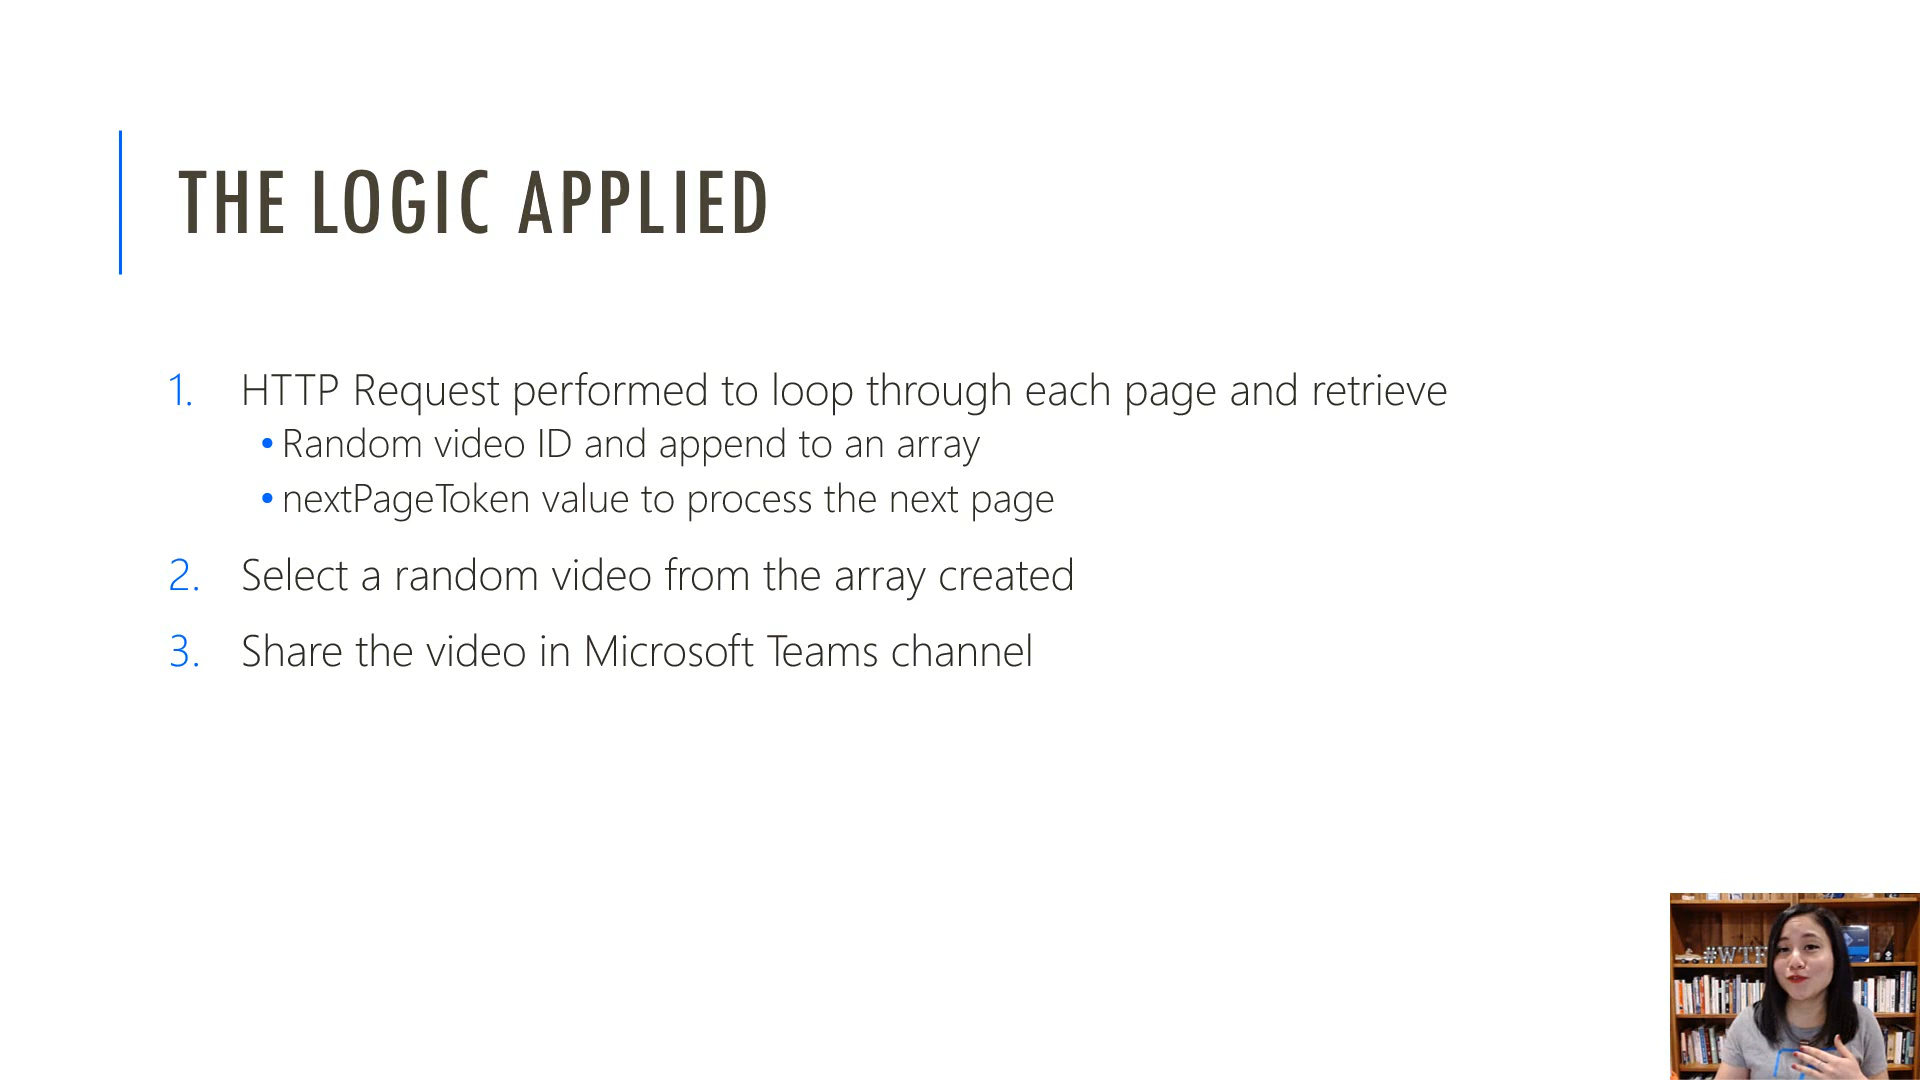 THE LOGIC APPLIED
1. HTTP Request performed to loop through each page and retrieve
• Random video ID and append to an array
• nextPageToken value to process the next page
2. Select a random video from the array created
3. Share the video in Microsoft Teams channel
#WTF